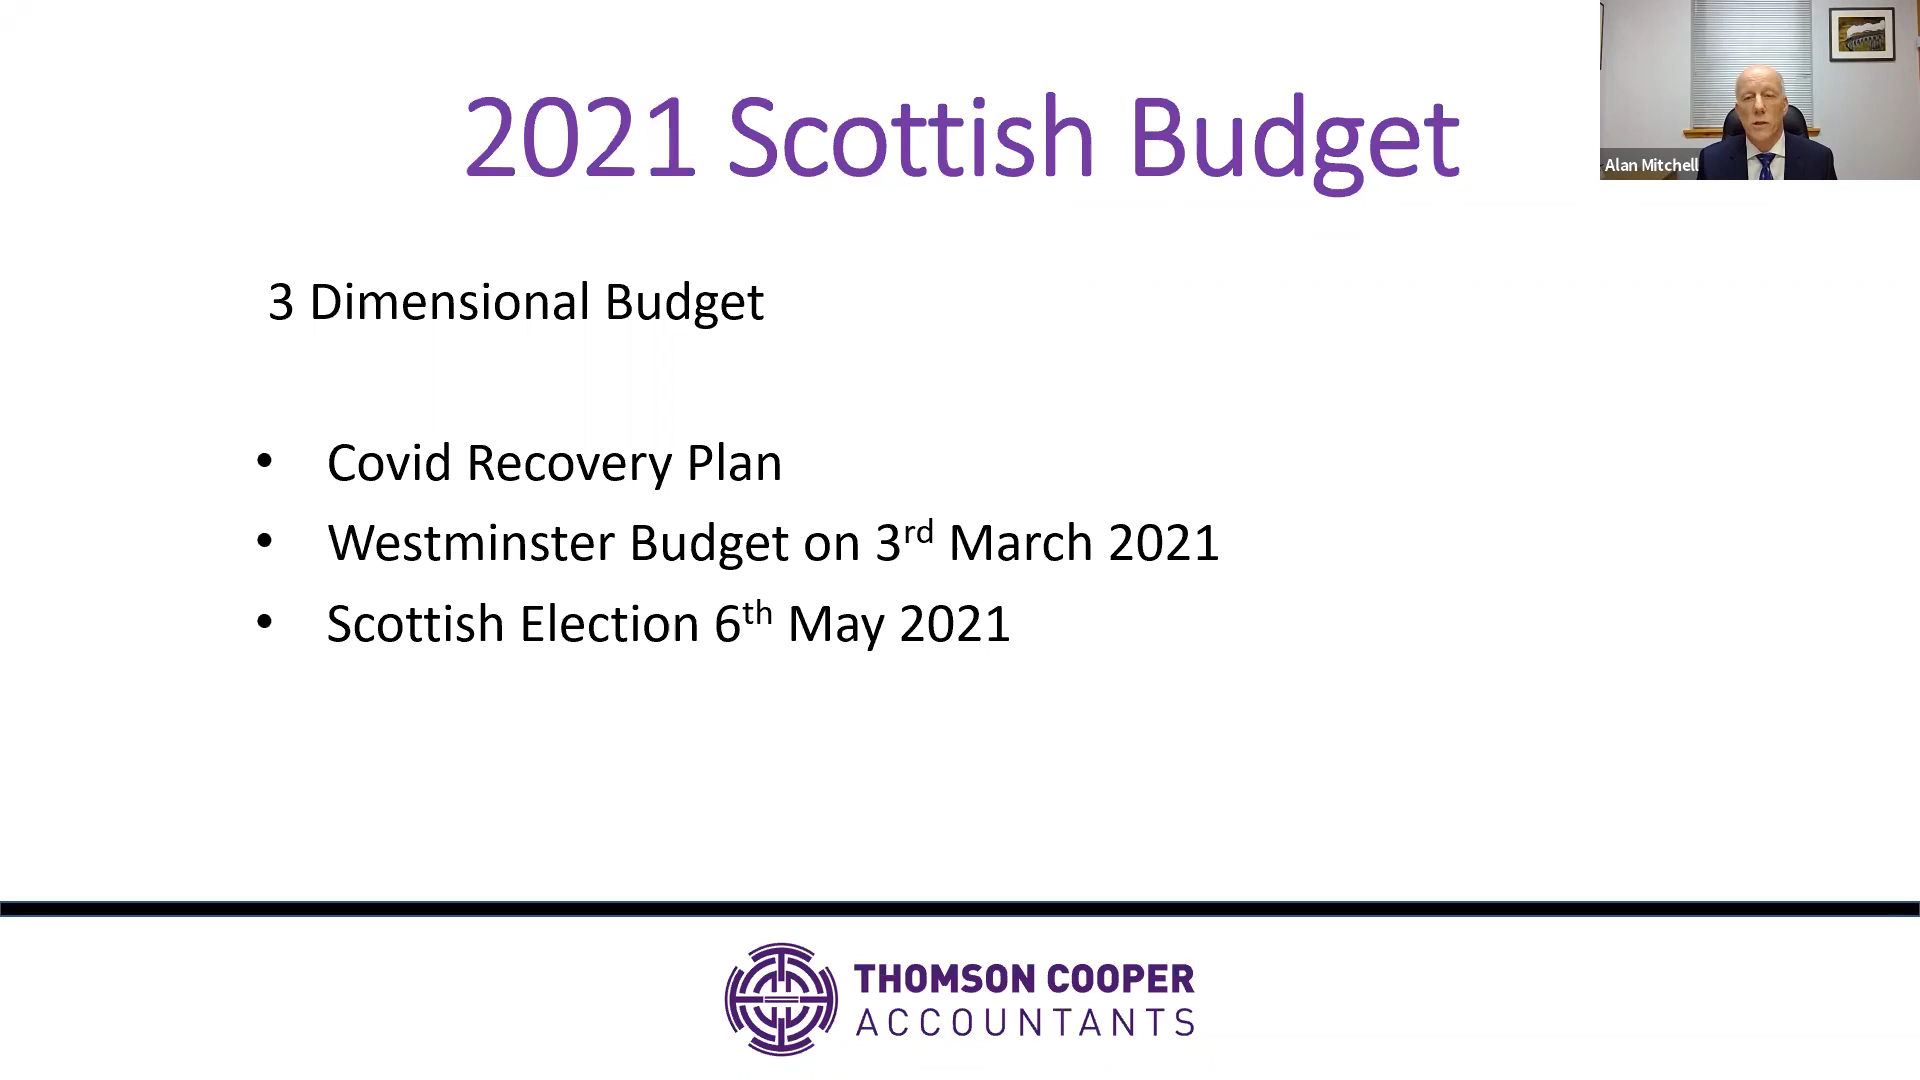 2021 Scottish Budget
Alan Mitchell
3 Dimensional Budget
• Covid Recovery Plan
• Westminster Budget on 3rd March 2021
• Scottish Election 6th May 2021
THOMSON COOPER
ACCOUNTANTS